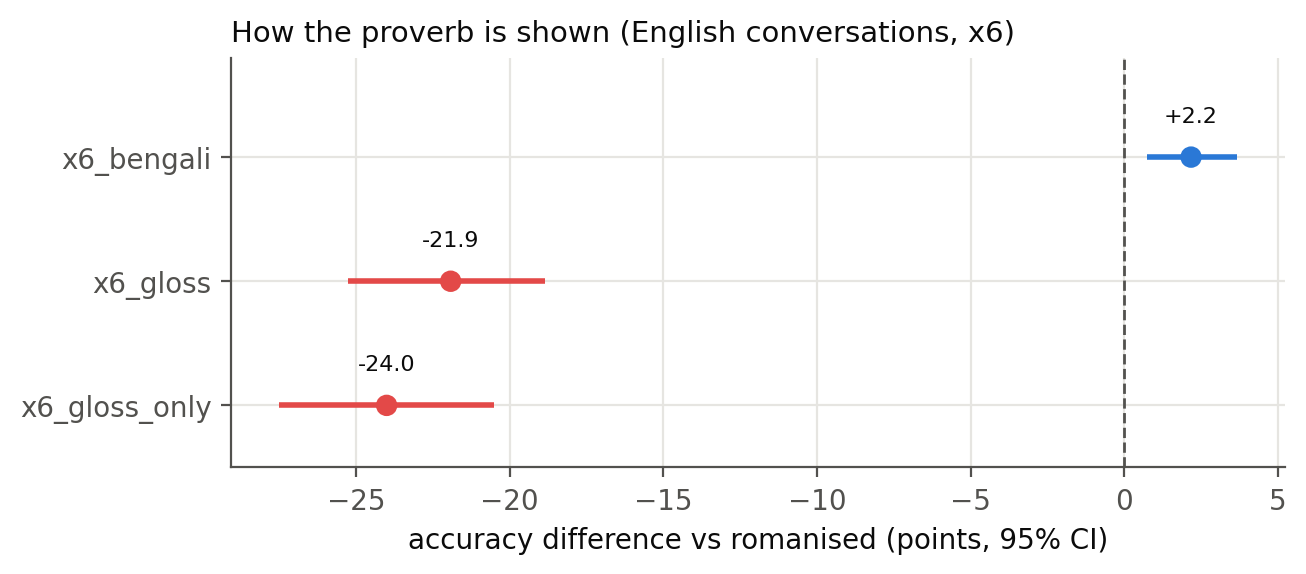 How the proverb is shown (English conversations, x6)
+2.2
x6_bengali
-21.9
x6_gloss
-24.0
x6_gloss_only
−25 −20 −15 −10 −5 0 5
accuracy difference vs romanised (points, 95% CI)